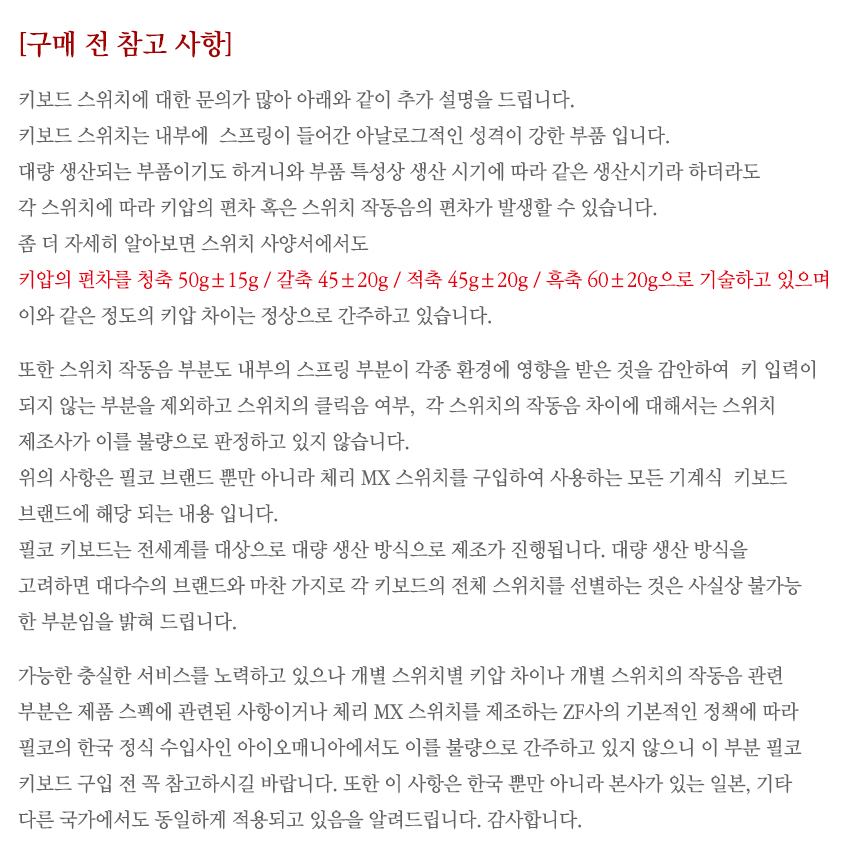 [구매 전 참고 사항]
키보드 스위치에 대한 문의가 많아 아래와 같이 추가 설명을 드립니다.
키보드 스위치는 내부에 스프링이 들어간 아날로그적인 성격이 강한 부품 입니다.
대량 생산되는 부품이기도 하거니와 부품 특성상 생산 시기에 따라 같은 생산시기라 하더라도
각 스위치에 따라 키압의 편차 혹은 스위치 작동음의 편차가 발생할 수 있습니다.
좀 더 자세히 알아보면 스위치 사양서에서도
키압의 편차를 청축 50g±15g / 갈축 45±20g / 적축 45g±20g / 흑축 60±20g으로 기술하고 있으며
이와 같은 정도의 키압 차이는 정상으로 간주하고 있습니다.
또한 스위치 작동음 부분도 내부의 스프링 부분이 각종 환경에 영향을 받은 것을 감안하여 키 입력이
되지 않는 부분을 제외하고 스위치의 클릭음 여부, 각 스위치의 작동음 차이에 대해서는 스위치
제조사가 이를 불량으로 판정하고 있지 않습니다.
위의 사항은 필코 브랜드 뿐만 아니라 체리 MX 스위치를 구입하여 사용하는 모든 기계식 키보드
브랜드에 해당 되는 내용 입니다.
필코 키보드는 전세계를 대상으로 대량 생산 방식으로 제조가 진행됩니다. 대량 생산 방식을
고려하면 대다수의 브랜드와 마찬 가지로 각 키보드의 전체 스위치를 선별하는 것은 사실상 불가능
한 부분임을 밝혀 드립니다.
가능한 충실한 서비스를 노력하고 있으나 개별 스위치별 키압 차이나 개별 스위치의 작동음 관련
부분은 제품 스펙에 관련된 사항이거나 체리 MX 스위치를 제조하는 ZF사의 기본적인 정책에 따라
필코의 한국 정식 수입사인 아이오매니아에서도 이를 불량으로 간주하고 있지 않으니 이 부분 필코
키보드 구입 전 꼭 참고하시길 바랍니다. 또한 이 사항은 한국 뿐만 아니라 본사가 있는 일본, 기타
다른 국가에서도 동일하게 적용되고 있음을 알려드립니다. 감사합니다.